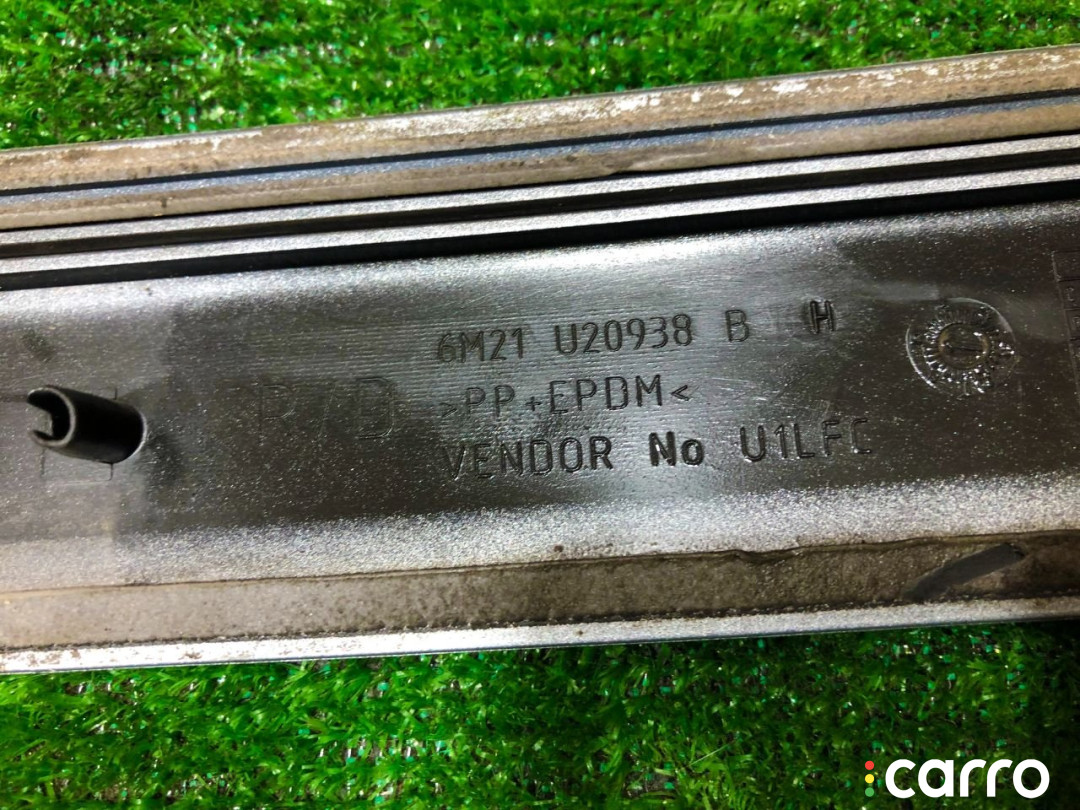 6M21 U20938 B H
R/D >PP+EPDM<
VENDOR No U1LFC
carro